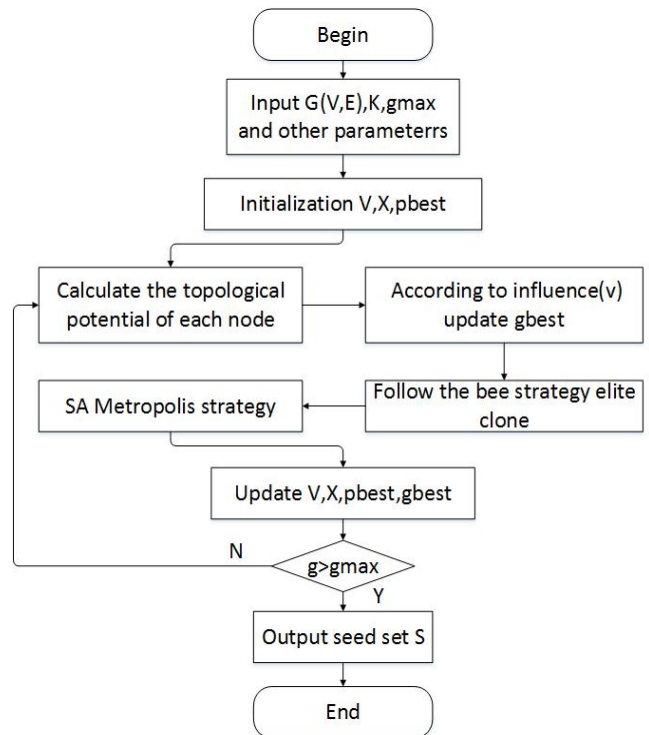 Begin
Input G(V,E),K,gmax
and other parameterrs
Initialization V,X,pbest
Calculate the topological
potential of each node
According to influence(v)
update gbest
Follow the bee strategy elite
clone
SA Metropolis strategy
Update V,X,pbest,gbest
g>gmax
N
Y
Output seed set S
End